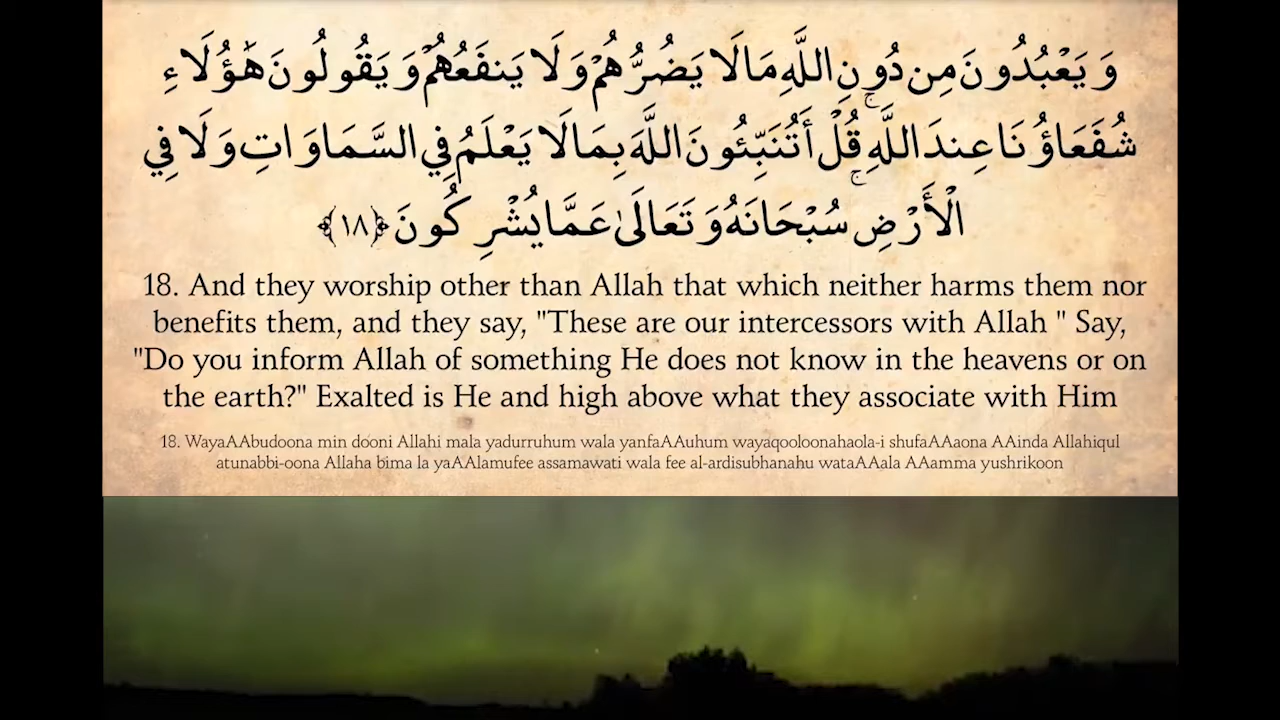 وَيَعْبُدُونَ مِن دُونِ اللَّهِ مَا لَا يَضُرُّهُمْ وَلَا يَنفَعُهُمْ وَيَقُولُونَ هَٰؤُلَاءِ
شُفَعَاؤُنَا عِندَ اللَّهِ ۚ قُلْ أَتُنَبِّئُونَ اللَّهَ بِمَا لَا يَعْلَمُ فِي السَّمَاوَاتِ وَلَا فِي
الْأَرْضِ ۚ سُبْحَانَهُ وَتَعَالَىٰ عَمَّا يُشْرِكُونَ ﴿١٨﴾
18. And they worship other than Allah that which neither harms them nor
benefits them, and they say, "These are our intercessors with Allah " Say,
"Do you inform Allah of something He does not know in the heavens or on
the earth?" Exalted is He and high above what they associate with Him
18. WayaAAbudoona min dooni Allahi mala yadurruhum wala yanfaAAuhum wayaqooloonahaola-i shufaAAaona AAinda Allahiqul
atunabbi-oona Allaha bima la yaAAlamufee assamawati wala fee al-ardisubhanahu wataAAala AAamma yushrikoon